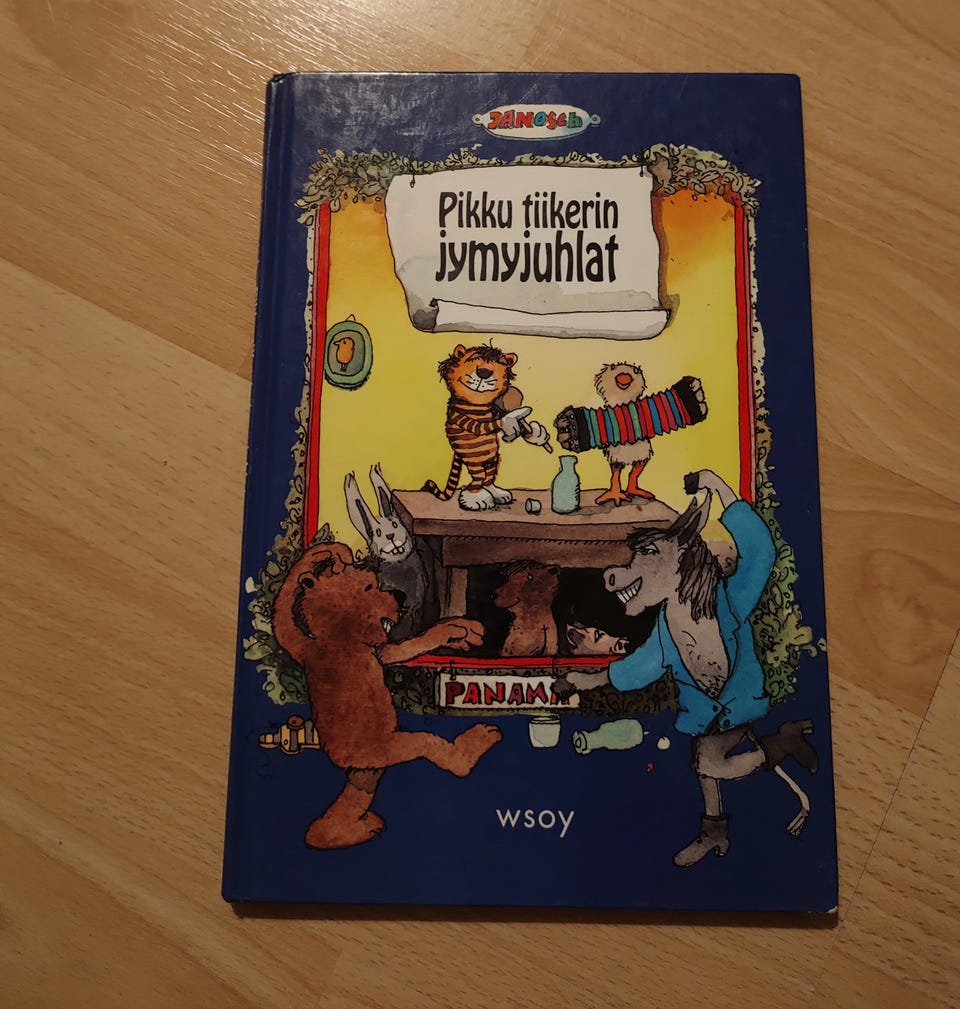 JANOSch
Pikku tiikerin
jymyjuhlat
PANAMA
wsoy